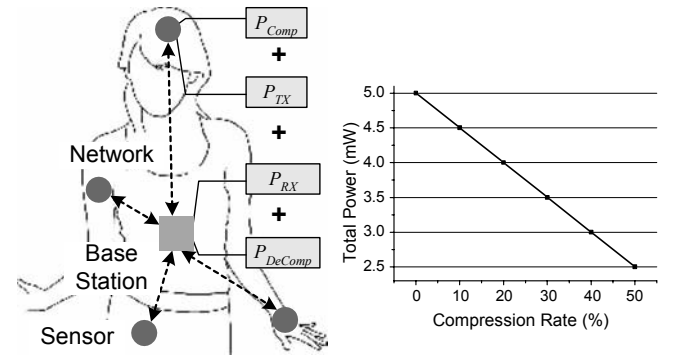 P_Comp
+
P_TX
+
P_RX
+
P_DeComp
Network
Base
Station
Sensor
Total Power (mW)
5.0
4.5
4.0
3.5
3.0
2.5
0 10 20 30 40 50
Compression Rate (%)